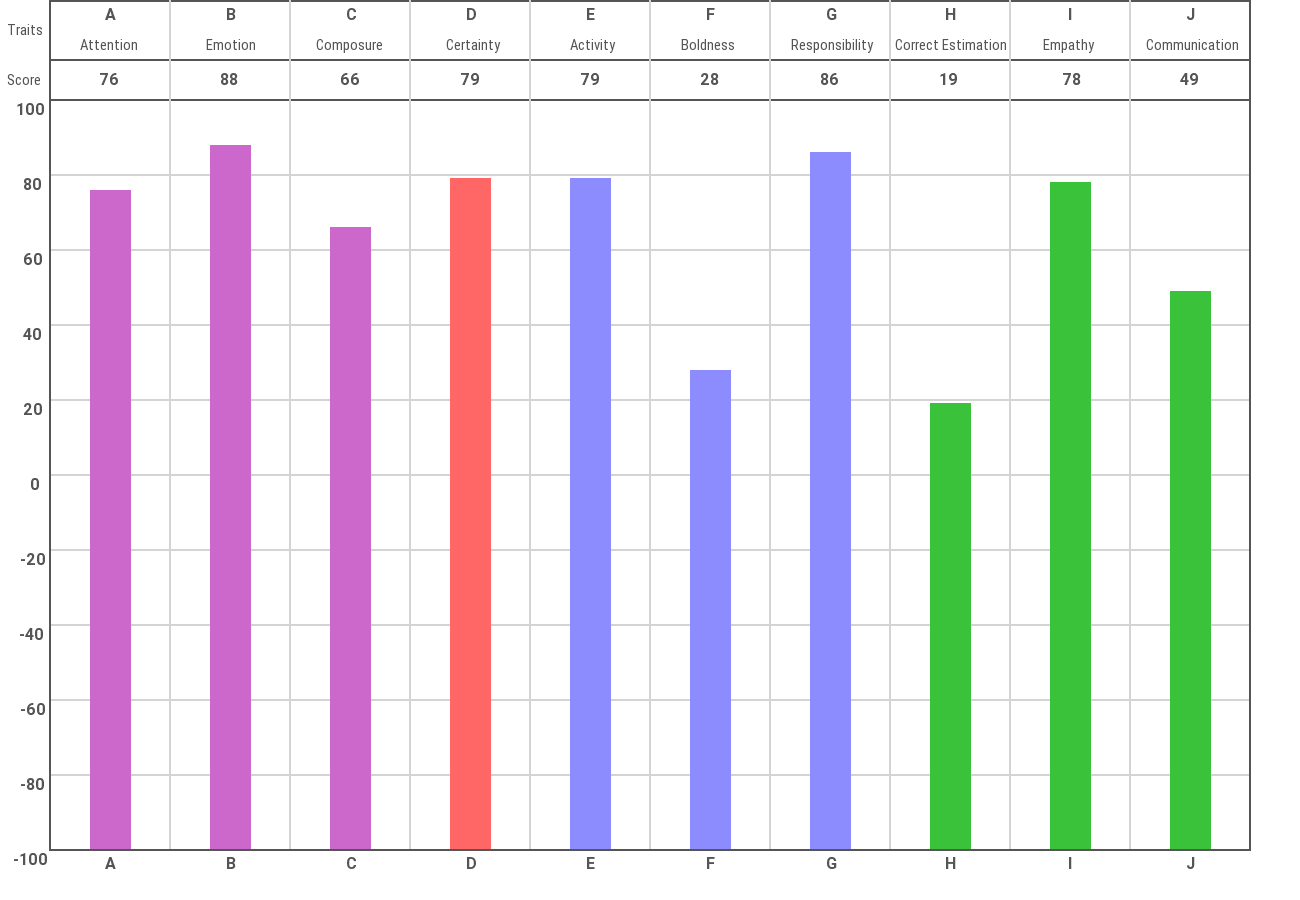 Traits A B C D E F G H I J
Attention Emotion Composure Certainty Activity Boldness Responsibility Correct Estimation Empathy Communication
Score 76 88 66 79 79 28 86 19 78 49
100
80
60
40
20
0
-20
-40
-60
-80
-100
A B C D E F G H I J